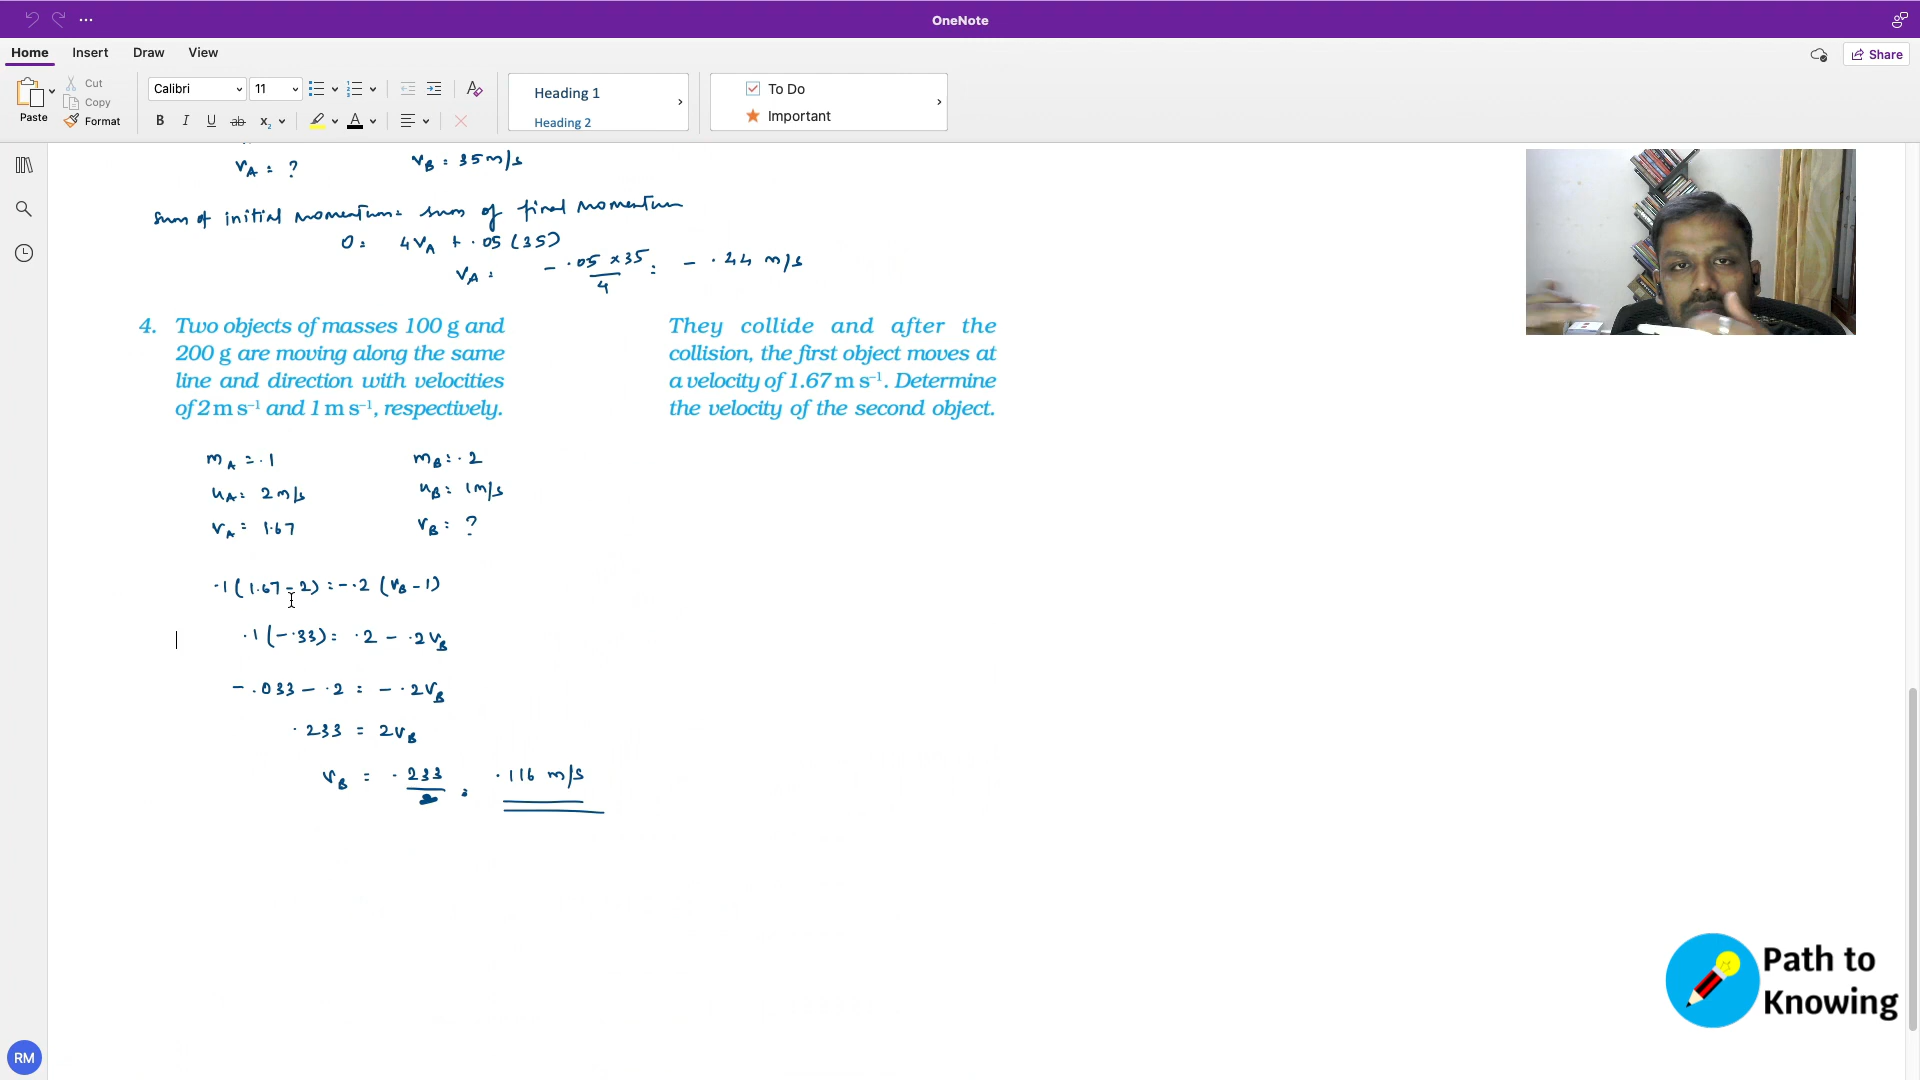 OneNote
Home Insert Draw View
Share
Paste
Cut
Copy
Format
Calibri 11
B I U ab x₂ A
Heading 1
Heading 2
To Do
Important
vA = ? vB = 35 m/s
Sum of initial momentum = sum of final momentum
0 = 4vA + .05 (35)
vA = - .05 × 35 / 4 = - .44 m/s
4. Two objects of masses 100 g and
200 g are moving along the same
line and direction with velocities
of 2 m s⁻¹ and 1 m s⁻¹, respectively.
They collide and after the
collision, the first object moves at
a velocity of 1.67 m s⁻¹. Determine
the velocity of the second object.
mA = .1 mB = .2
uA = 2 m/s uB = 1 m/s
vA = 1.67 vB = ?
.1 (1.67 - 2) = - .2 (vB - 1)
.1 (- .33) = .2 - .2vB
- .033 - .2 = - .2vB
.233 = 2vB
vB = .233 / 2 = .116 m/s
Path to
Knowing
RM